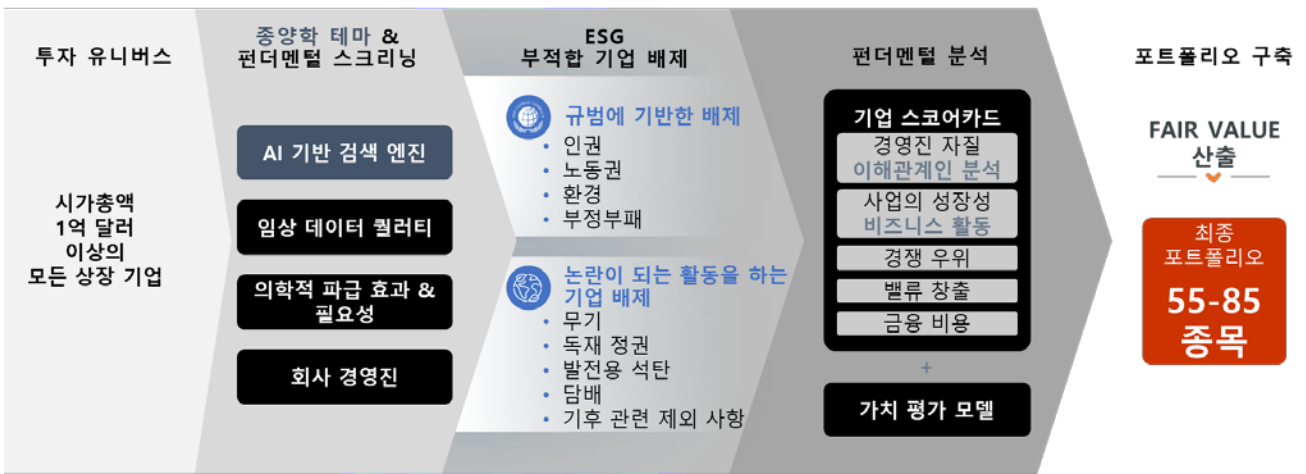 투자 유니버스
시가총액
1억 달러
이상의
모든 상장 기업
종양학 테마 &
펀더멘털 스크리닝
AI 기반 검색 엔진
임상 데이터 퀄러티
의학적 파급 효과 &
필요성
회사 경영진
ESG
부적합 기업 배제
규범에 기반한 배제
• 인권
• 노동권
• 환경
• 부정부패
논란이 되는 활동을 하는
기업 배제
• 무기
• 독재 정권
• 발전용 석탄
• 담배
• 기후 관련 제외 사항
펀더멘털 분석
기업 스코어카드
경영진 자질
이해관계인 분석
사업의 성장성
비즈니스 활동
경쟁 우위
밸류 창출
금융 비용
+
가치 평가 모델
포트폴리오 구축
FAIR VALUE
산출
최종
포트폴리오
55-85
종목